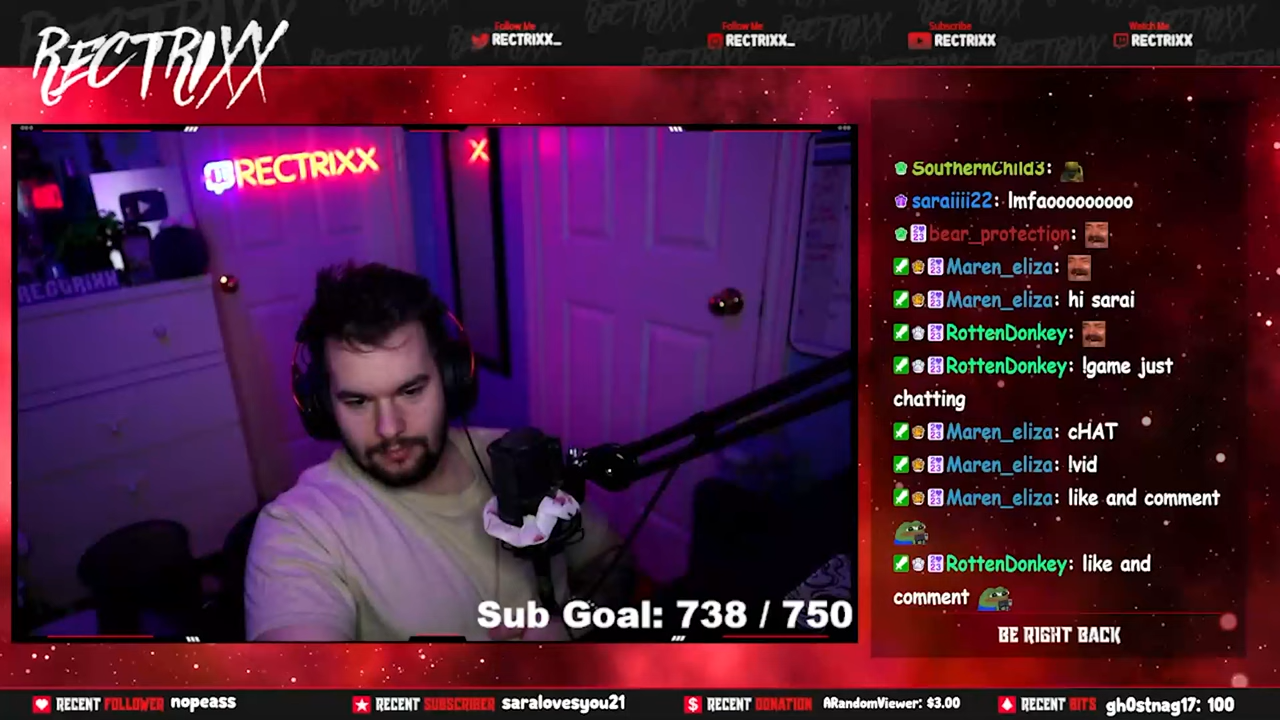 RECTRIXX
Follow Me
RECTRIXX_
Follow Me
RECTRIXX_
Subscribe
RECTRIXX
Watch Me
RECTRIXX
RECTRIXX
X
RECTRIXX
SouthernChild3:
saraiiii22: lmfaooooooooo
bear_protection:
Maren_eliza:
Maren_eliza: hi sarai
RottenDonkey:
RottenDonkey: !game just
chatting
Maren_eliza: cHAT
Maren_eliza: !vid
Maren_eliza: like and comment
RottenDonkey: like and
comment
BE RIGHT BACK
Sub Goal: 738 / 750
RECENT FOLLOWER nopeass
RECENT SUBSCRIBER saralovesyou21
RECENT DONATION ARandomViewer: $3.00
RECENT BITS gh0stnag17: 100